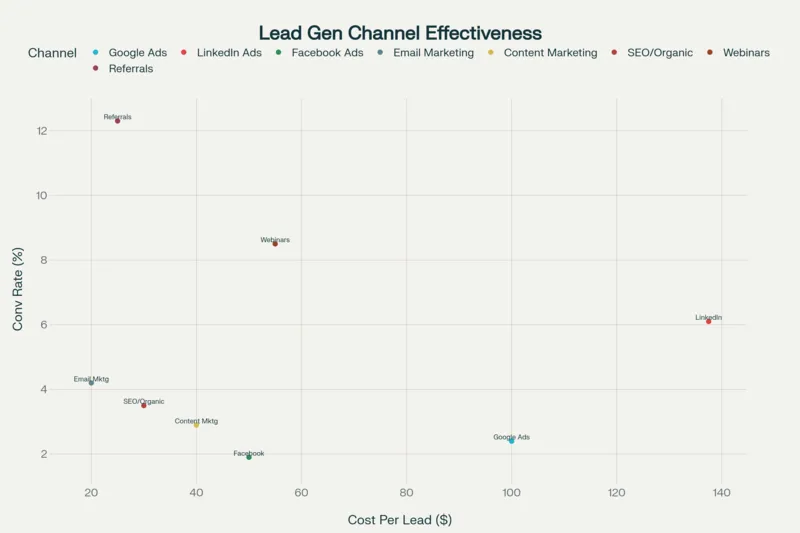 Lead Gen Channel Effectiveness
Channel Google Ads LinkedIn Ads Facebook Ads Email Marketing Content Marketing SEO/Organic Webinars
Referrals
Referrals
12
10
Webinars
8
LinkedIn
6
Email Mktg
4
SEO/Organic
Content Mktg
Google Ads
Facebook
2
Conv Rate (%)
20 40 60 80 100 120 140
Cost Per Lead ($)